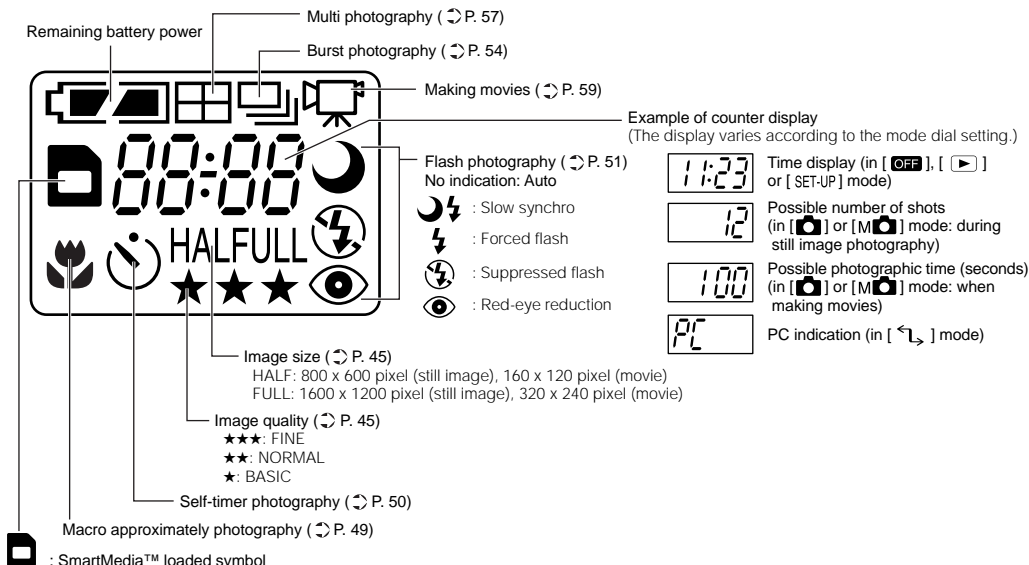 Multi photography ( P. 57)
Remaining battery power
Burst photography ( P. 54)
Making movies ( P. 59)
Example of counter display
(The display varies according to the mode dial setting.)
88:88
Flash photography ( P. 51)
No indication: Auto
: Slow synchro
: Forced flash
: Suppressed flash
: Red-eye reduction
HALFULL
★ ★ ★
11:23
Time display (in [ OFF ], [ ▶ ]
or [ SET-UP ] mode)
12
Possible number of shots
(in [ ] or [M ] mode: during
still image photography)
100
Possible photographic time (seconds)
(in [ ] or [M ] mode: when
making movies)
PC
PC indication (in [ ] mode)
Image size ( P. 45)
HALF: 800 x 600 pixel (still image), 160 x 120 pixel (movie)
FULL: 1600 x 1200 pixel (still image), 320 x 240 pixel (movie)
Image quality ( P. 45)
★★★: FINE
★★: NORMAL
★: BASIC
Self-timer photography ( P. 50)
Macro approximately photography ( P. 49)
: SmartMedia™ loaded symbol